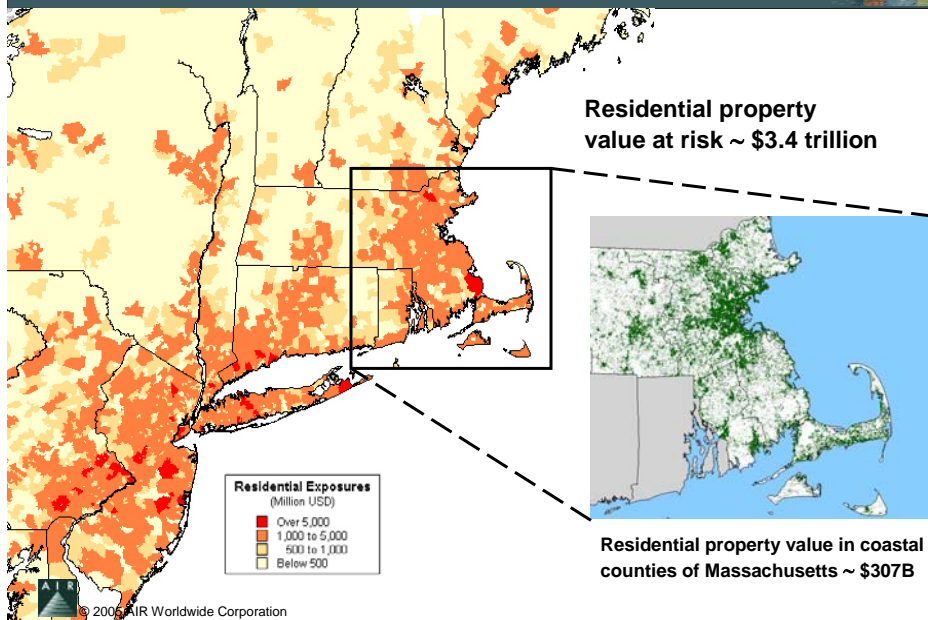 Residential property
value at risk ~ $3.4 trillion
Residential Exposures
(Million USD)
Over 5,000
1,000 to 5,000
500 to 1,000
Below 500
Residential property value in coastal
counties of Massachusetts ~ $307B
AIR
© 2005 AIR Worldwide Corporation